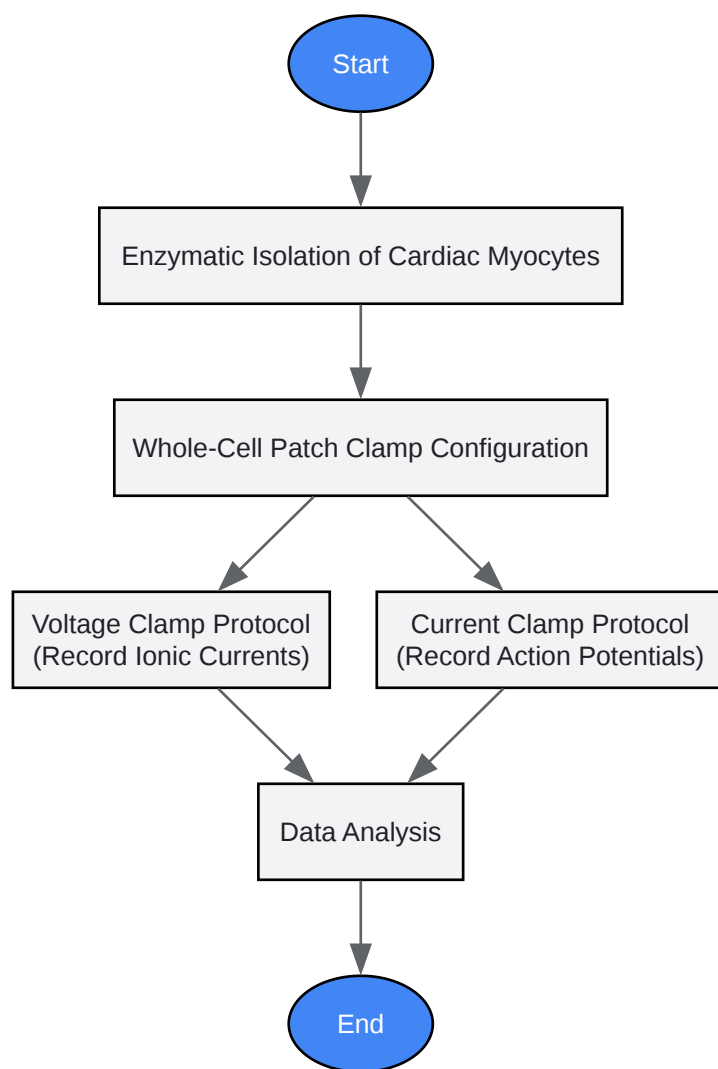 Start
Enzymatic Isolation of Cardiac Myocytes
Whole-Cell Patch Clamp Configuration
Voltage Clamp Protocol
(Record Ionic Currents)
Current Clamp Protocol
(Record Action Potentials)
Data Analysis
End